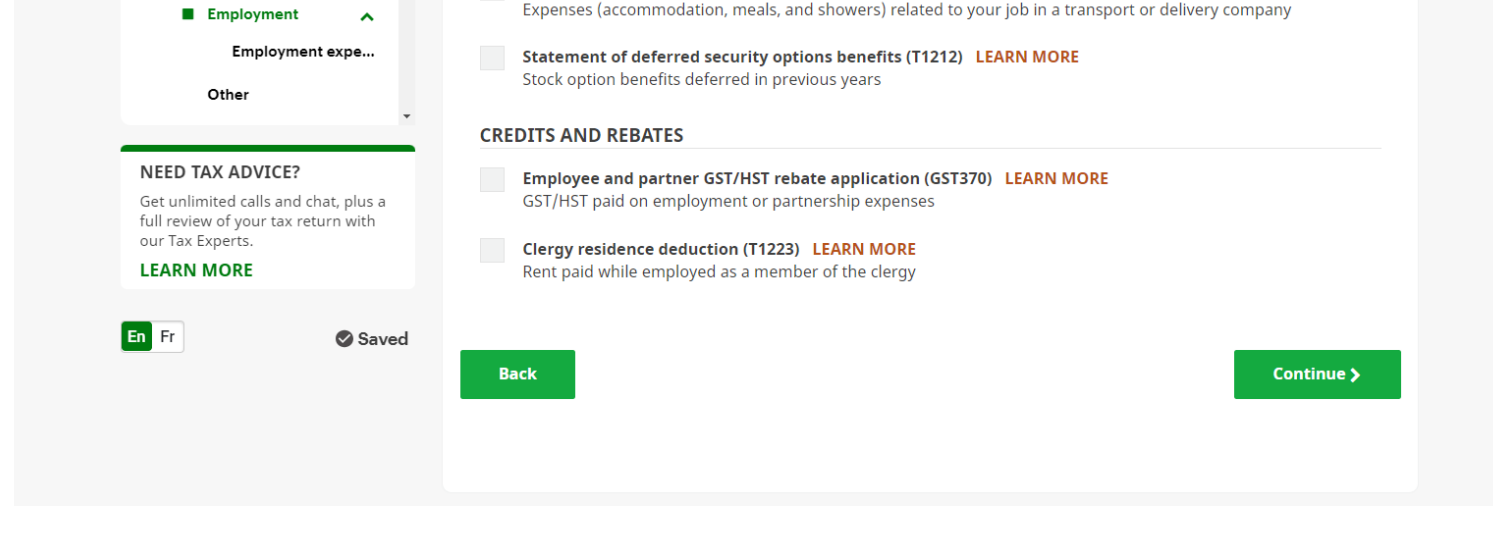 Employment
Employment expe...
Other
NEED TAX ADVICE?
Get unlimited calls and chat, plus a
full review of your tax return with
our Tax Experts.
LEARN MORE
En Fr
Saved
Expenses (accommodation, meals, and showers) related to your job in a transport or delivery company
Statement of deferred security options benefits (T1212) LEARN MORE
Stock option benefits deferred in previous years
CREDITS AND REBATES
Employee and partner GST/HST rebate application (GST370) LEARN MORE
GST/HST paid on employment or partnership expenses
Clergy residence deduction (T1223) LEARN MORE
Rent paid while employed as a member of the clergy
Back
Continue